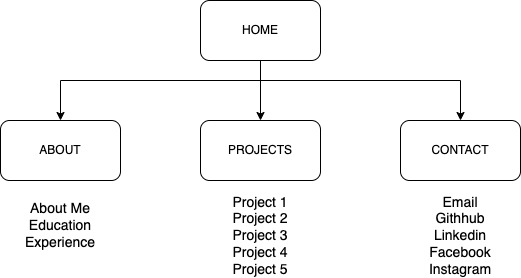 HOME
ABOUT
PROJECTS
CONTACT
About Me
Education
Experience
Project 1
Project 2
Project 3
Project 4
Project 5
Email
Githhub
Linkedin
Facebook
Instagram